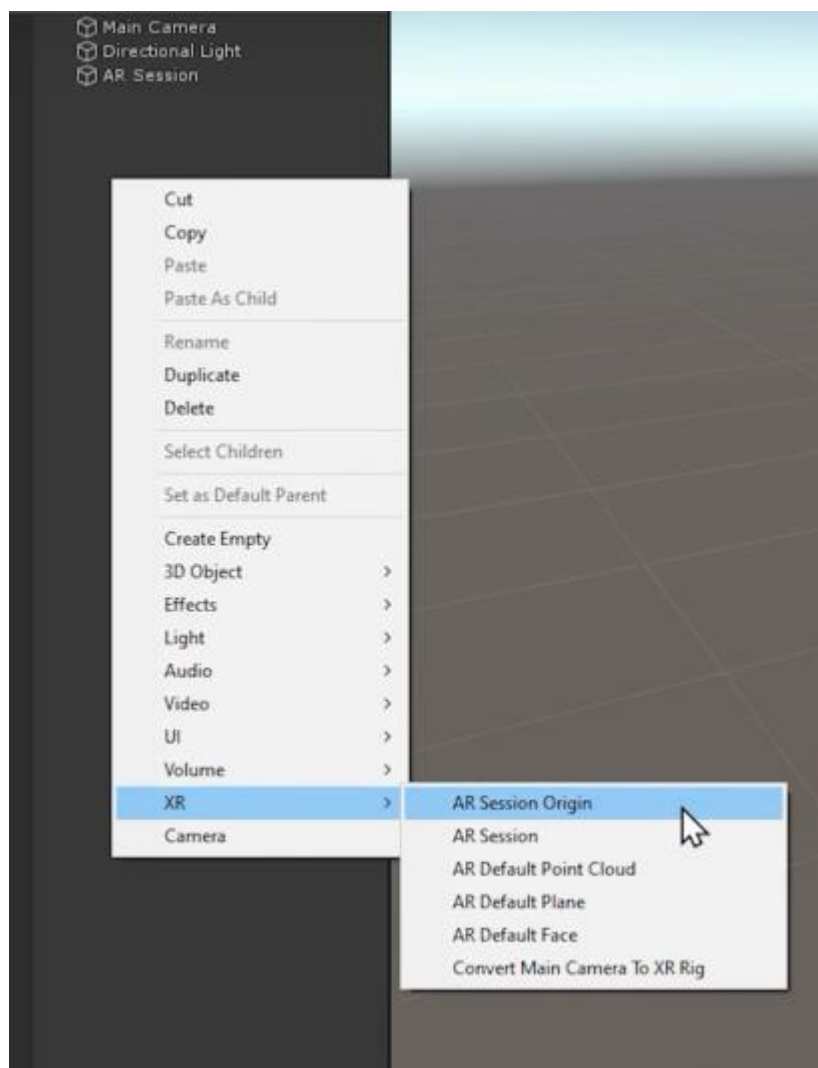 Main Camera
Directional Light
AR Session
Cut
Copy
Paste
Paste As Child
Rename
Duplicate
Delete
Select Children
Set as Default Parent
Create Empty
3D Object
Effects
Light
Audio
Video
UI
Volume
XR
Camera
AR Session Origin
AR Session
AR Default Point Cloud
AR Default Plane
AR Default Face
Convert Main Camera To XR Rig